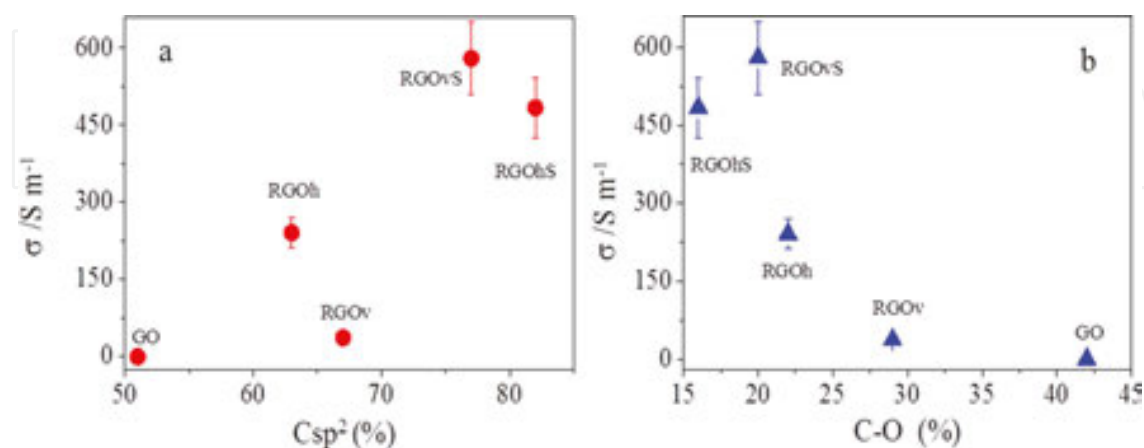 a
600
450
300
150
0
σ /S m⁻¹
RGOvS
RGOhS
RGOh
RGOv
GO
50
60
70
80
Csp² (%)
b
600
450
300
150
0
σ /S m⁻¹
RGOvS
RGOhS
RGOh
RGOv
GO
15
20
25
30
35
40
45
C-O (%)